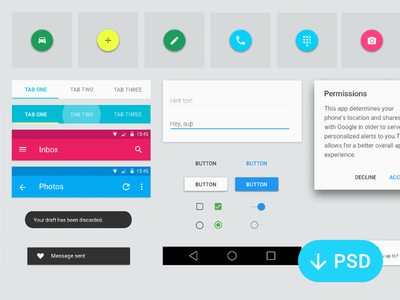 TAB ONE TAB TWO TAB THREE
TAB ONE TAB TWO TAB THREE
15:45
Inbox
15:45
Photos
Your draft has been discarded.
Message sent
Hint text
Hey, sup
BUTTON BUTTON
BUTTON BUTTON
Permissions
This app determines your
phone's location and shares
with Google in older to serve
personalized alerts to you.T
allows for a better overall ap
experience.
DECLINE ACC
PSD
up in?